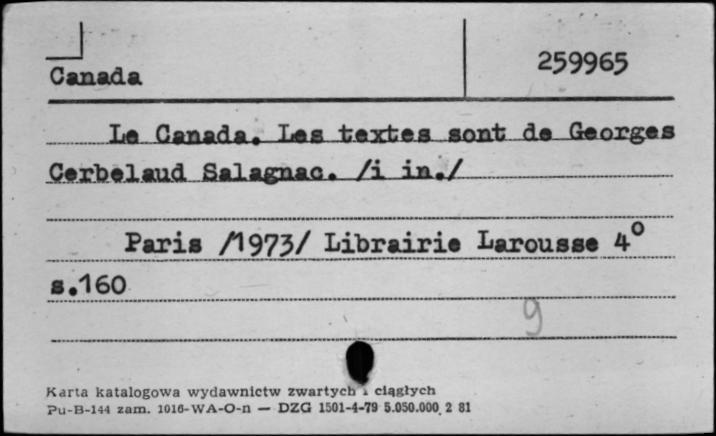 259965
Canada
Le Canada. Les textes sont de Georges
Cerbelaud Salagnac. /i in./
Paris /1973/ Librairie Larousse 4º
s.160
9
Karta katalogowa wydawnictw zwartych i ciągłych
Pu-B-144 zam. 1016-WA-O-n — DZG 1501-4-79 5.050.000 2 81